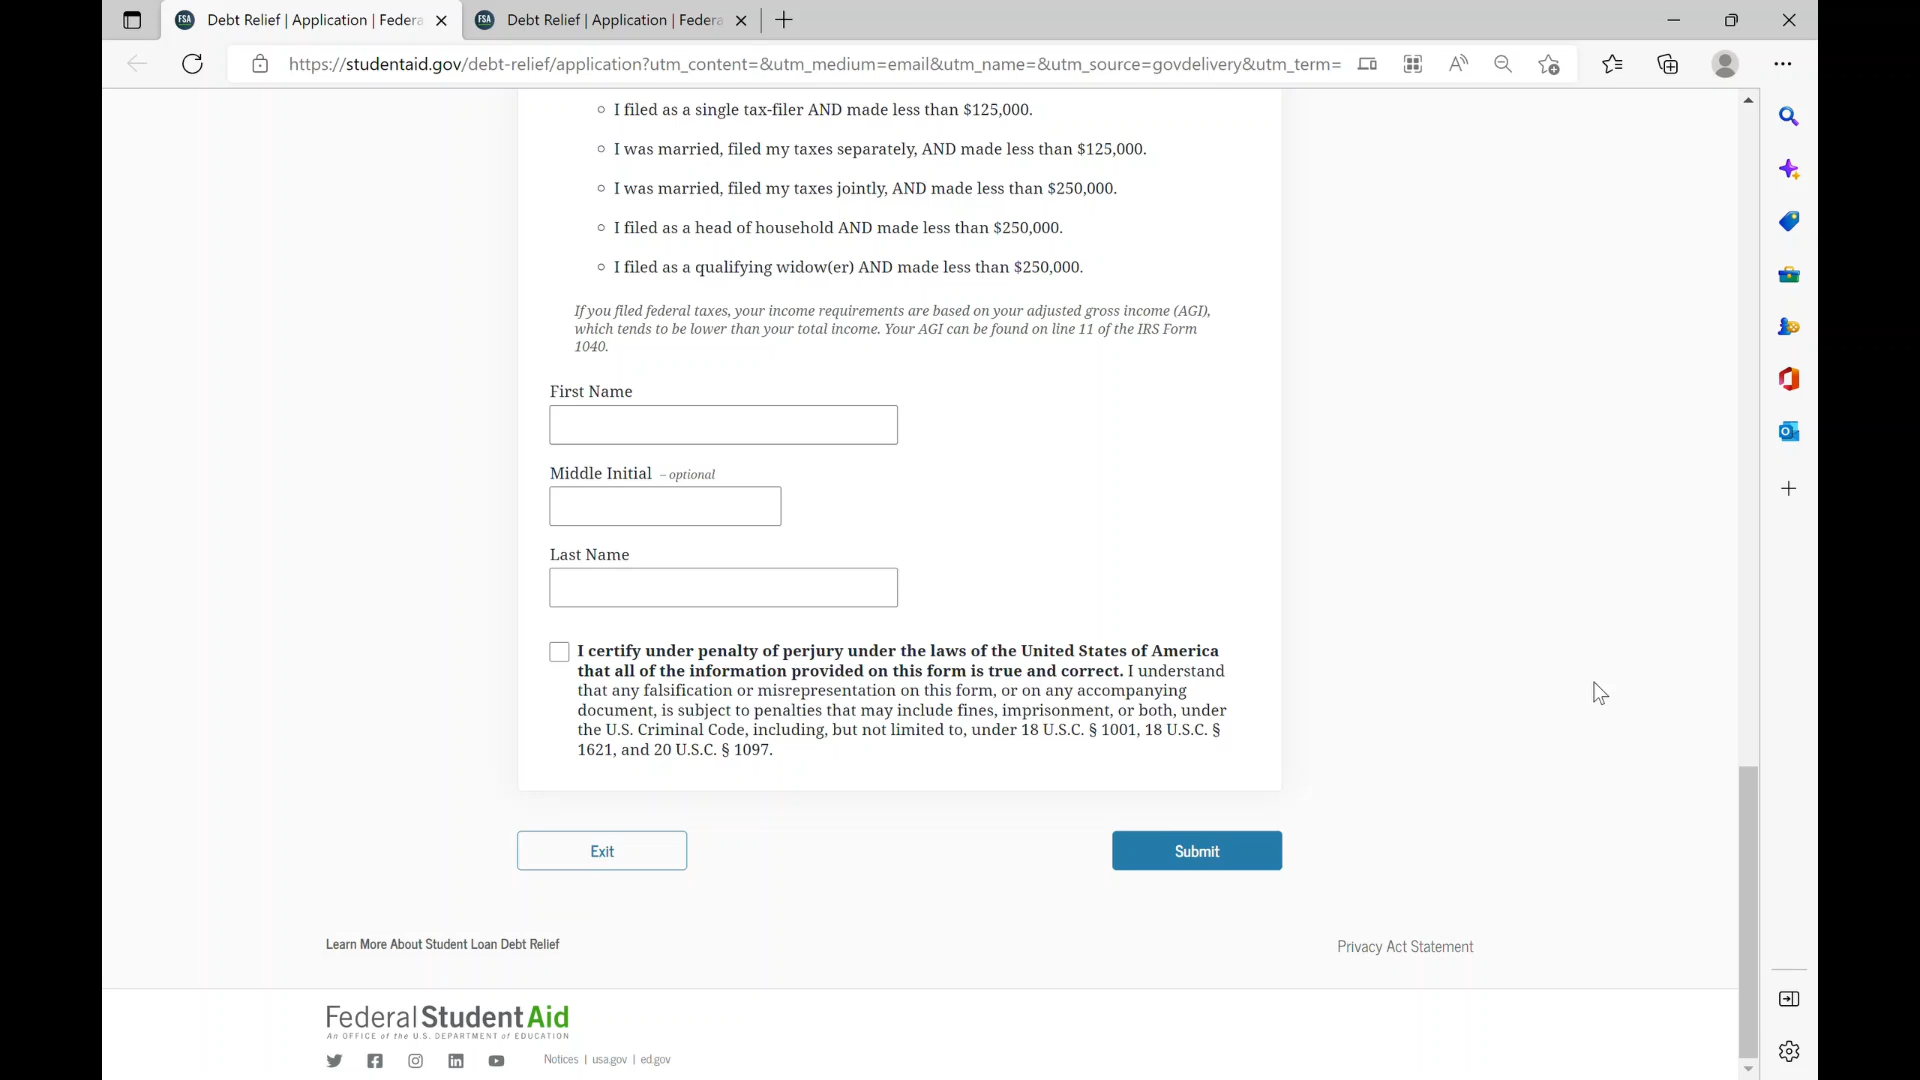 Debt Relief | Application | Federa
Debt Relief | Application | Federa
https://studentaid.gov/debt-relief/application?utm_content=&utm_medium=email&utm_name=&utm_source=govdelivery&utm_term=
I filed as a single tax-filer AND made less than $125,000.
I was married, filed my taxes separately, AND made less than $125,000.
I was married, filed my taxes jointly, AND made less than $250,000.
I filed as a head of household AND made less than $250,000.
I filed as a qualifying widow(er) AND made less than $250,000.
If you filed federal taxes, your income requirements are based on your adjusted gross income (AGI),
which tends to be lower than your total income. Your AGI can be found on line 11 of the IRS Form
1040.
First Name
Middle Initial – optional
Last Name
I certify under penalty of perjury under the laws of the United States of America
that all of the information provided on this form is true and correct. I understand
that any falsification or misrepresentation on this form, or on any accompanying
document, is subject to penalties that may include fines, imprisonment, or both, under
the U.S. Criminal Code, including, but not limited to, under 18 U.S.C. § 1001, 18 U.S.C. §
1621, and 20 U.S.C. § 1097.
Exit
Submit
Learn More About Student Loan Debt Relief
Privacy Act Statement
Federal Student Aid
An OFFICE of the U.S. DEPARTMENT of EDUCATION
Notices | usa.gov | ed.gov